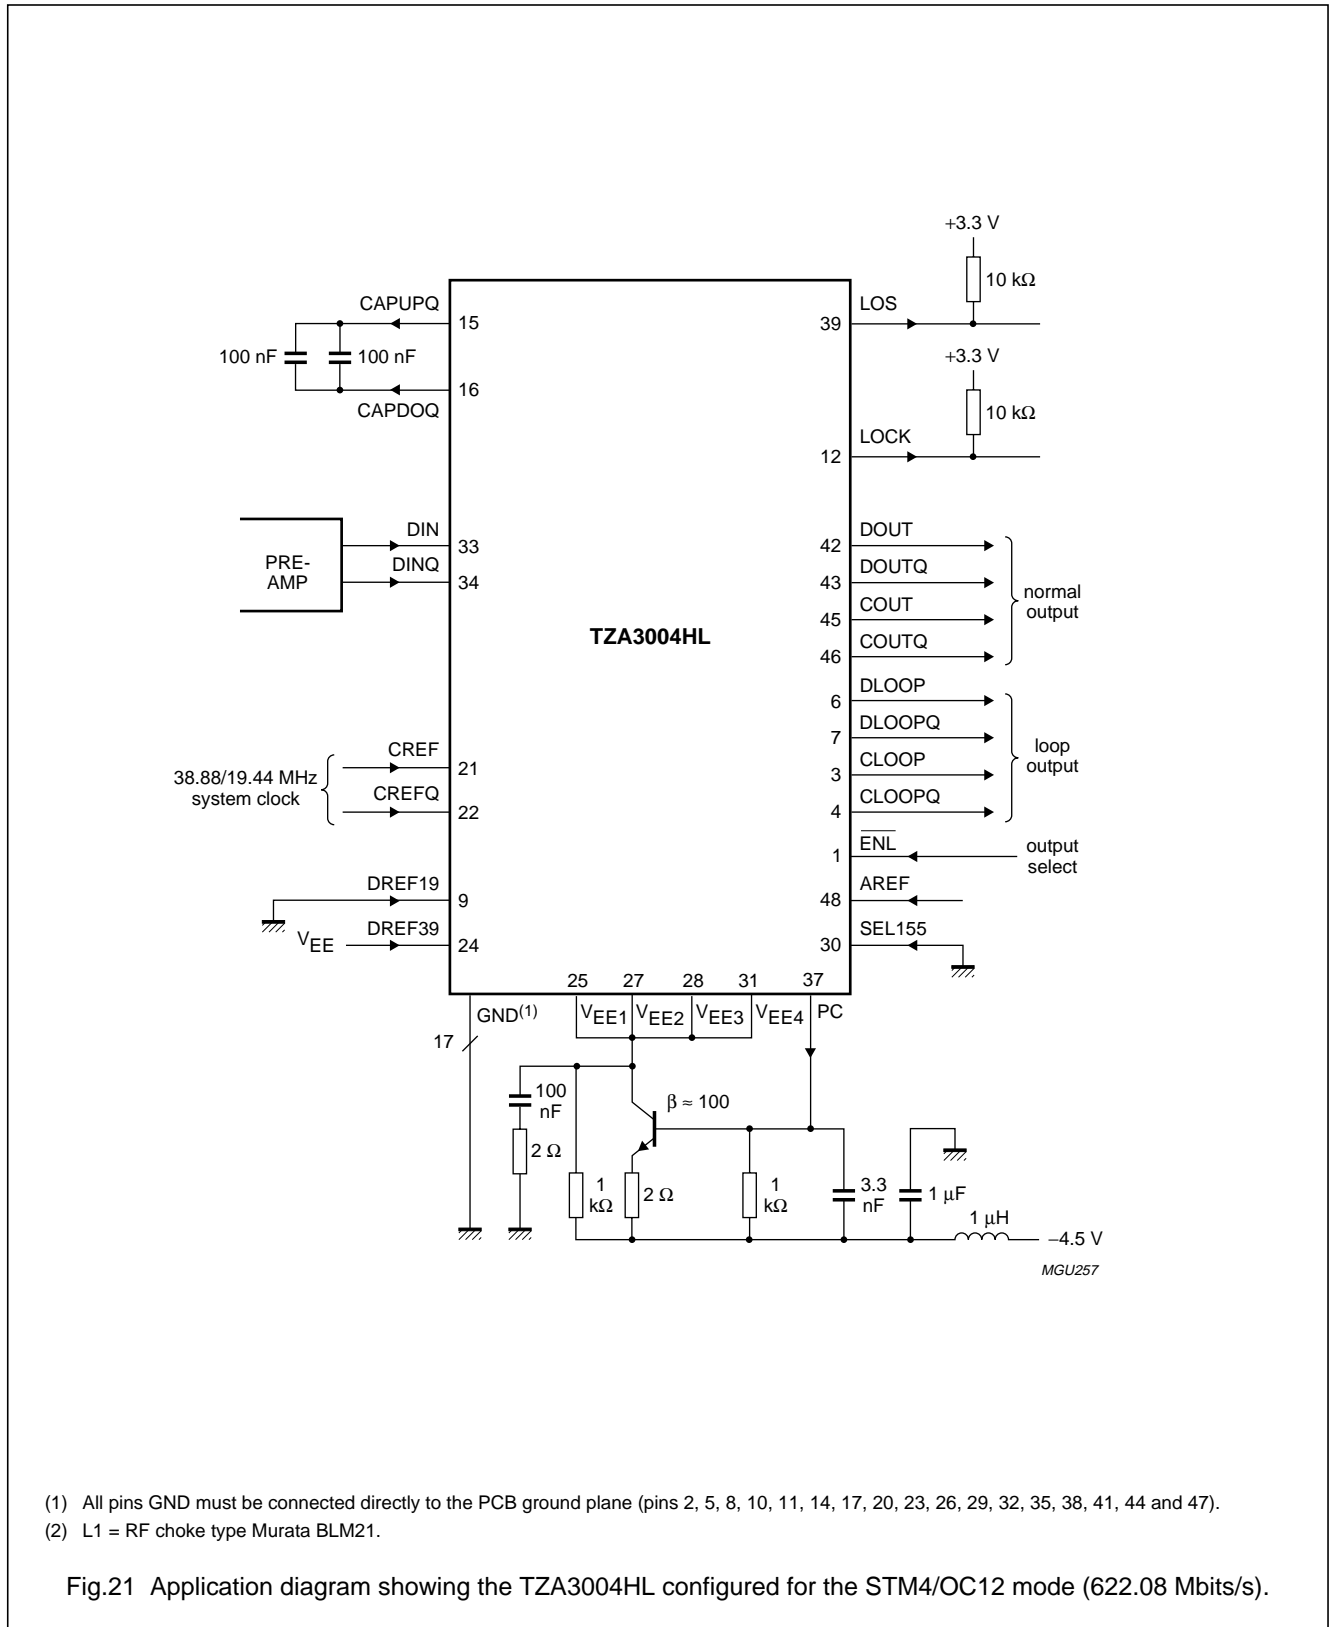 +3.3 V
10 kΩ
CAPUPQ
15
100 nF
100 nF
16
CAPDOQ
LOS
39
+3.3 V
10 kΩ
LOCK
12
PRE-
AMP
DIN
33
DINQ
34
TZA3004HL
DOUT
42
DOUTQ
43
COUT
45
COUTQ
46
normal
output
DLOOP
6
DLOOPQ
7
CLOOP
3
CLOOPQ
4
loop
output
38.88/19.44 MHz
system clock
CREF
21
CREFQ
22
ENL
1
output
select
DREF19
9
AREF
48
VEE
DREF39
24
SEL155
30
25
27
28
31
37
GND(1)
VEE1
VEE2
VEE3
VEE4
PC
17
100
nF
2 Ω
β ≈ 100
1
kΩ
2 Ω
1
kΩ
3.3
nF
1 μF
1 μH
−4.5 V
MGU257
(1) All pins GND must be connected directly to the PCB ground plane (pins 2, 5, 8, 10, 11, 14, 17, 20, 23, 26, 29, 32, 35, 38, 41, 44 and 47).
(2) L1 = RF choke type Murata BLM21.
Fig.21 Application diagram showing the TZA3004HL configured for the STM4/OC12 mode (622.08 Mbits/s).